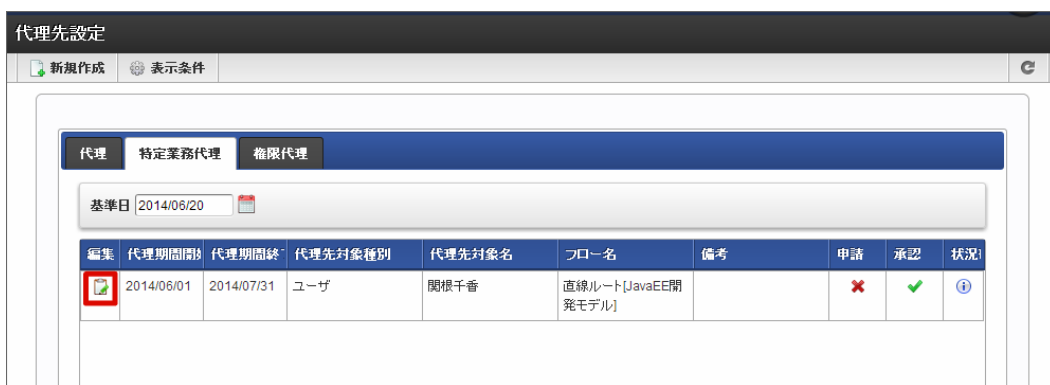 代理先設定
新規作成 表示条件
代理 特定業務代理 権限代理
基準日 2014/06/20
編集 代理期間開始 代理期間終了 代理先対象種別 代理先対象名 フロー名 備考 申請 承認 状況
2014/06/01 2014/07/31 ユーザ 関根千香 直線ルート[JavaEE開
発モデル]